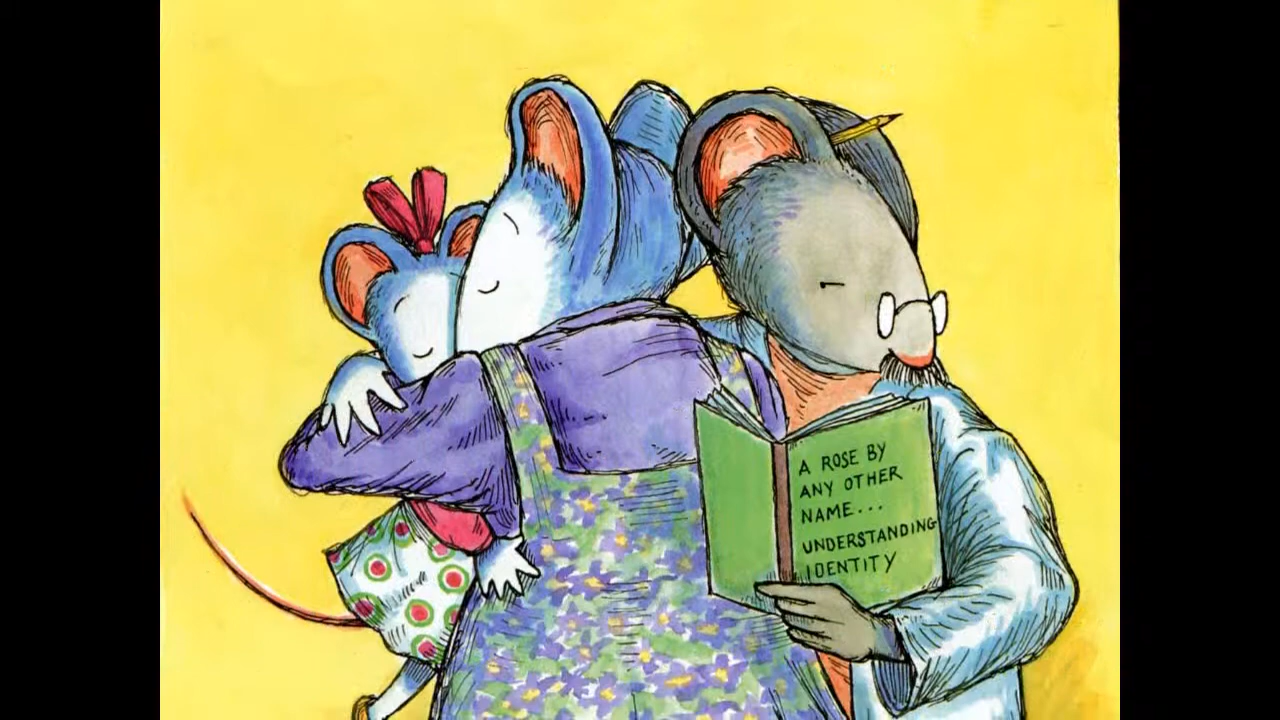 A ROSE BY
ANY OTHER
NAME...
UNDERSTANDING
IDENTITY